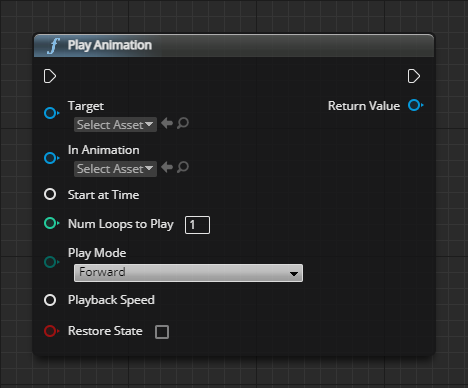 Play Animation
Target
Return Value
Select Asset
In Animation
Select Asset
Start at Time
Num Loops to Play 1
Play Mode
Forward
Playback Speed
Restore State